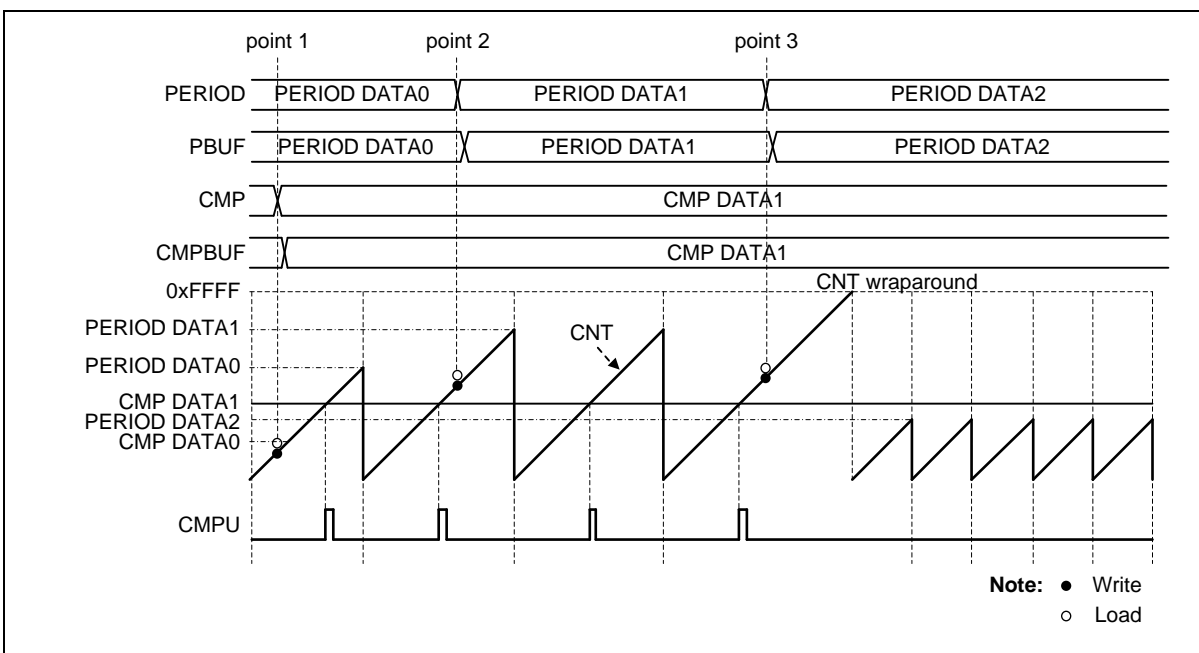 point 1 point 2 point 3
PERIOD PERIOD DATA0 PERIOD DATA1 PERIOD DATA2
PBUF PERIOD DATA0 PERIOD DATA1 PERIOD DATA2
CMP CMP DATA1
CMPBUF CMP DATA1
0xFFFF CNT wraparound
PERIOD DATA1
CNT
PERIOD DATA0
CMP DATA1
PERIOD DATA2
CMP DATA0
CMPU
Note: ● Write
○ Load